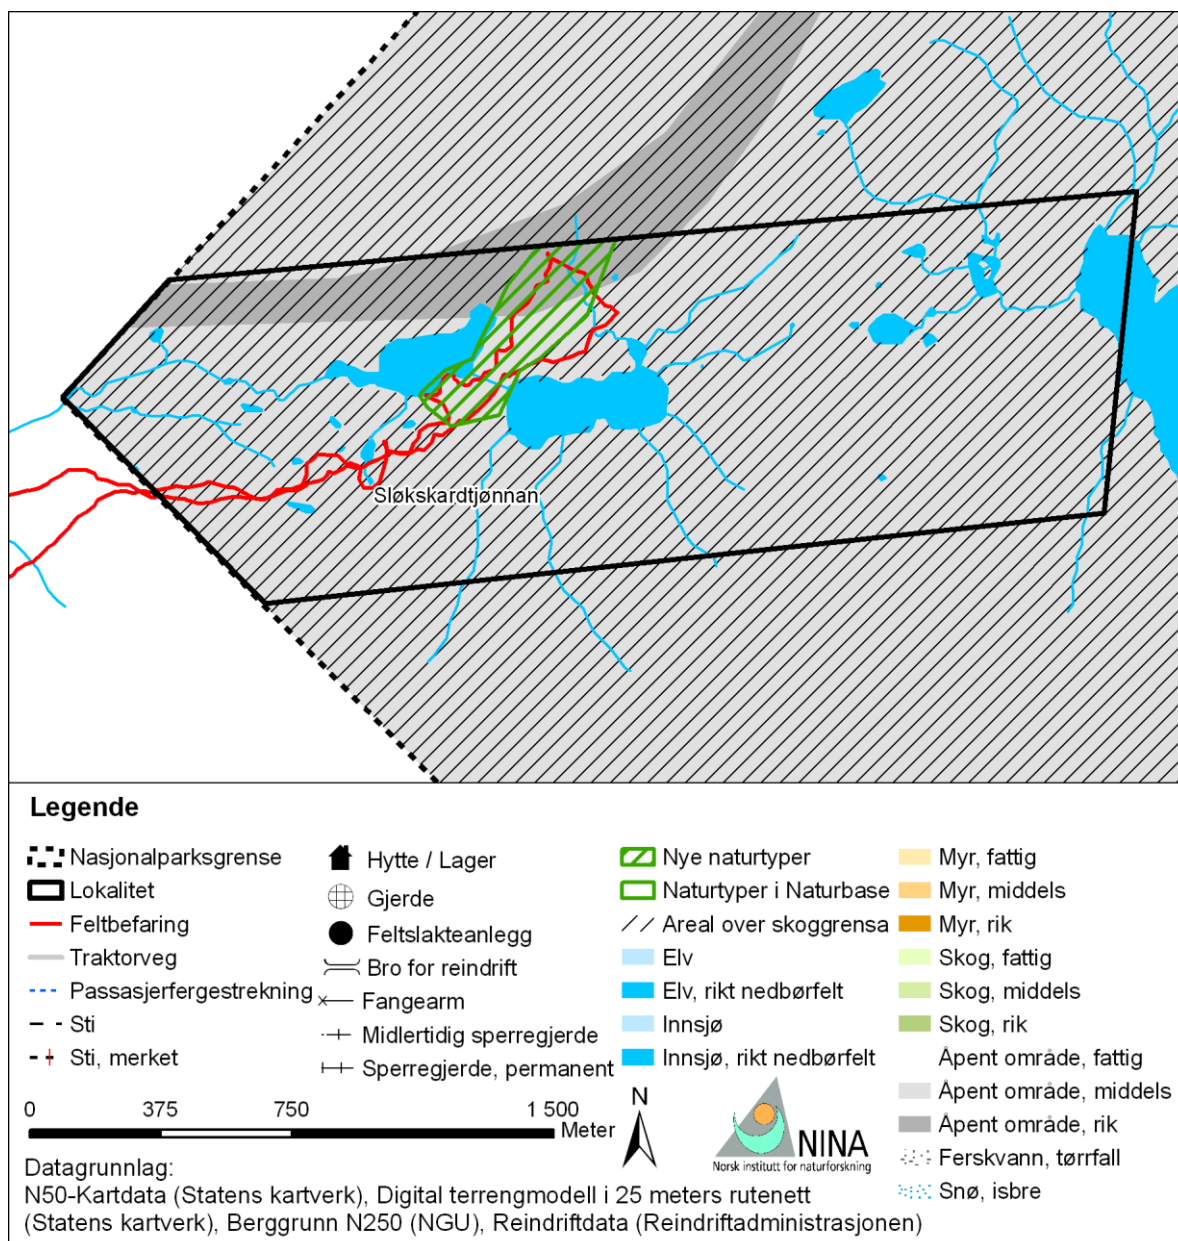 Sløkskardtjønnan
Legende
Nasjonalparksgrense
Lokalitet
Feltbefaring
Traktorveg
Passasjerfergestrekning
Sti
Sti, merket
Hytte / Lager
Gjerde
Feltslakteanlegg
Bro for reindrift
Fangearm
Midlertidig sperregjerde
Sperregjerde, permanent
Nye naturtyper
Naturtyper i Naturbase
Areal over skoggrensa
Elv
Elv, rikt nedbørfelt
Innsjø
Innsjø, rikt nedbørfelt
Myr, fattig
Myr, middels
Myr, rik
Skog, fattig
Skog, middels
Skog, rik
Åpent område, fattig
Åpent område, middels
Åpent område, rik
Ferskvann, tørrfall
Snø, isbre
0 375 750 1 500
Meter
N
NINA
Norsk institutt for naturforskning
Datagrunnlag:
N50-Kartdata (Statens kartverk), Digital terrengmodell i 25 meters rutenett
(Statens kartverk), Berggrunn N250 (NGU), Reindriftdata (Reindriftadministrasjonen)